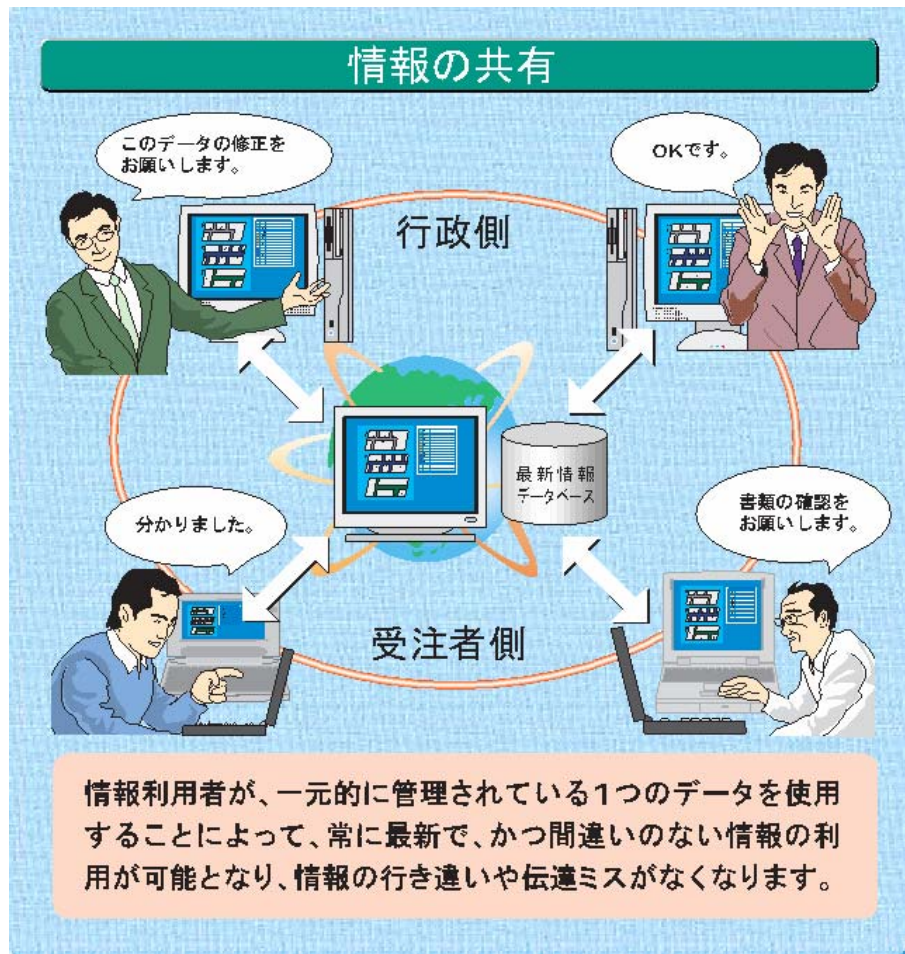 情報の共有
このデータの修正を
お願いします。
OKです。
行政側
最新情報
データベース
分かりました。
書類の確認を
お願いします。
受注者側
情報利用者が、一元的に管理されている1つのデータを使用
することによって、常に最新で、かつ間違いのない情報の利
用が可能となり、情報の行き違いや伝達ミスがなくなります。